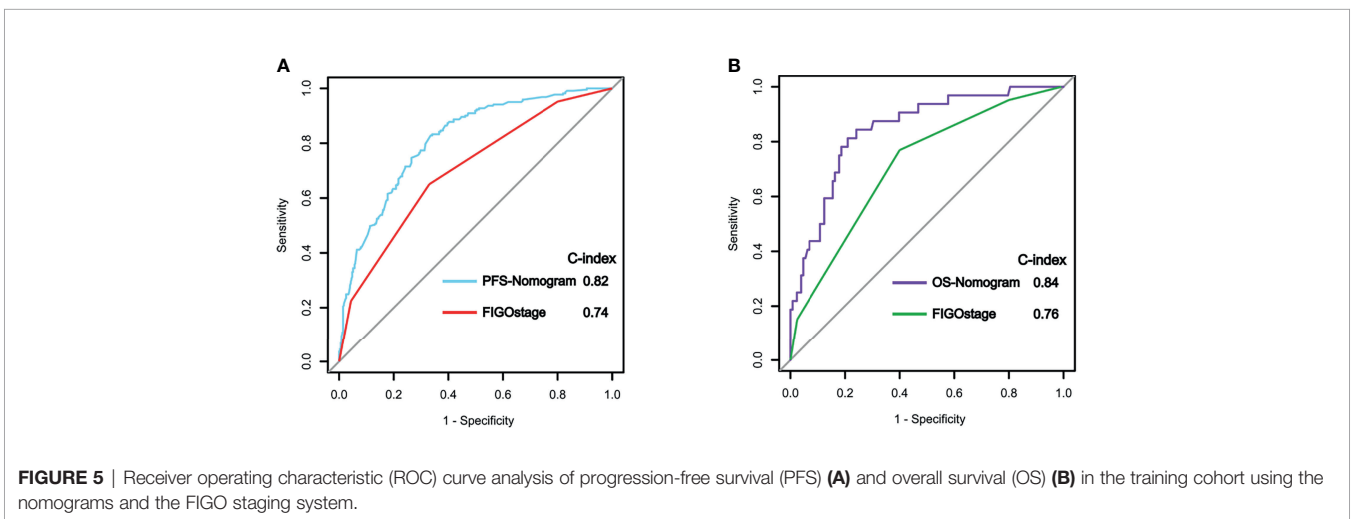 A
1.0
0.8
0.6
0.4
0.2
0.0
Sensitivity
C-index
PFS-Nomogram 0.82
FIGOstage 0.74
0.0 0.2 0.4 0.6 0.8 1.0
1 - Specificity
B
1.0
0.8
0.6
0.4
0.2
0.0
Sensitivity
C-index
OS-Nomogram 0.84
FIGOstage 0.76
0.0 0.2 0.4 0.6 0.8 1.0
1 - Specificity
FIGURE 5 | Receiver operating characteristic (ROC) curve analysis of progression-free survival (PFS) (A) and overall survival (OS) (B) in the training cohort using the
nomograms and the FIGO staging system.